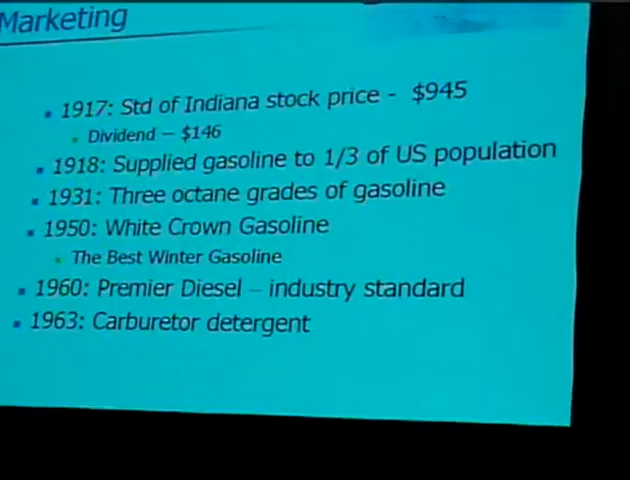 Marketing
1917: Std of Indiana stock price - $945
Dividend – $146
1918: Supplied gasoline to 1/3 of US population
1931: Three octane grades of gasoline
1950: White Crown Gasoline
The Best Winter Gasoline
1960: Premier Diesel – industry standard
1963: Carburetor detergent